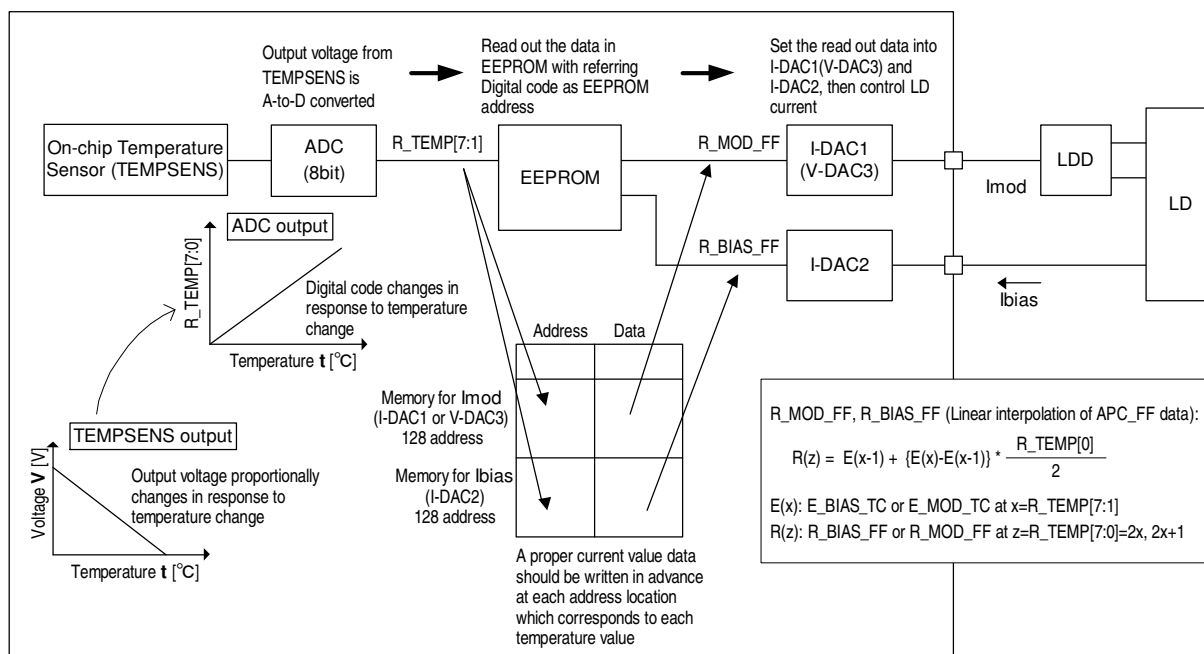 Output voltage from
TEMPSENS is
A-to-D converted
Read out the data in
EEPROM with referring
Digital code as EEPROM
address
Set the read out data into
I-DAC1(V-DAC3) and
I-DAC2, then control LD
current
On-chip Temperature
Sensor (TEMPSENS)
ADC
(8bit)
R_TEMP[7:1]
EEPROM
R_MOD_FF
I-DAC1
(V-DAC3)
Imod
LDD
LD
R_BIAS_FF
I-DAC2
Ibias
ADC output
R_TEMP[7:0]
Digital code changes in
response to temperature
change
Temperature t [°C]
TEMPSENS output
Voltage V [V]
Output voltage proportionally
changes in response to
temperature change
Temperature t [°C]
Address Data
Memory for Imod
(I-DAC1 or V-DAC3)
128 address
Memory for Ibias
(I-DAC2)
128 address
A proper current value data
should be written in advance
at each address location
which corresponds to each
temperature value
R_MOD_FF, R_BIAS_FF (Linear interpolation of APC_FF data):
R(z) = E(x-1) + {E(x)-E(x-1)} * R_TEMP[0]
2
E(x): E_BIAS_TC or E_MOD_TC at x=R_TEMP[7:1]
R(z): R_BIAS_FF or R_MOD_FF at z=R_TEMP[7:0]=2x, 2x+1